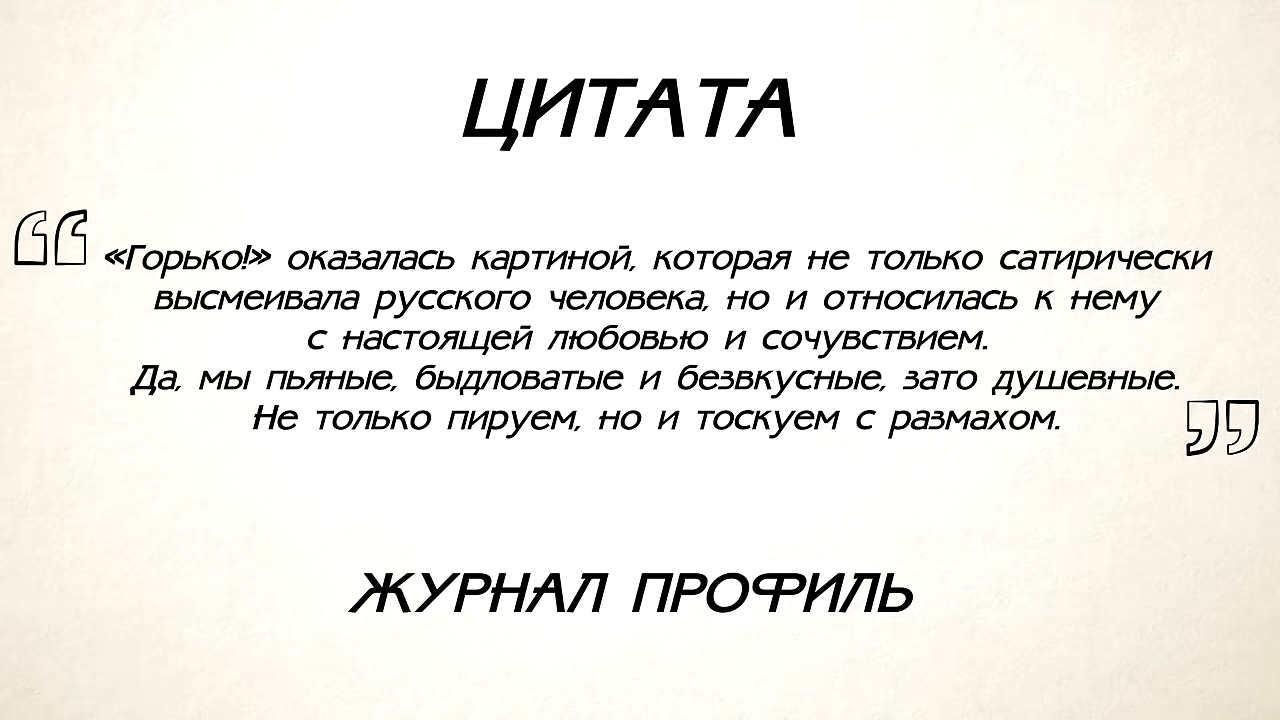 ЦИТАТА
«Горько!» оказалась картиной, которая не только сатирически
высмеивала русского человека, но и относилась к нему
с настоящей любовью и сочувствием.
Да, мы пьяные, быдловатые и безвкусные, зато душевные.
Не только пируем, но и тоскуем с размахом.
ЖУРНАЛ ПРОФИЛЬ